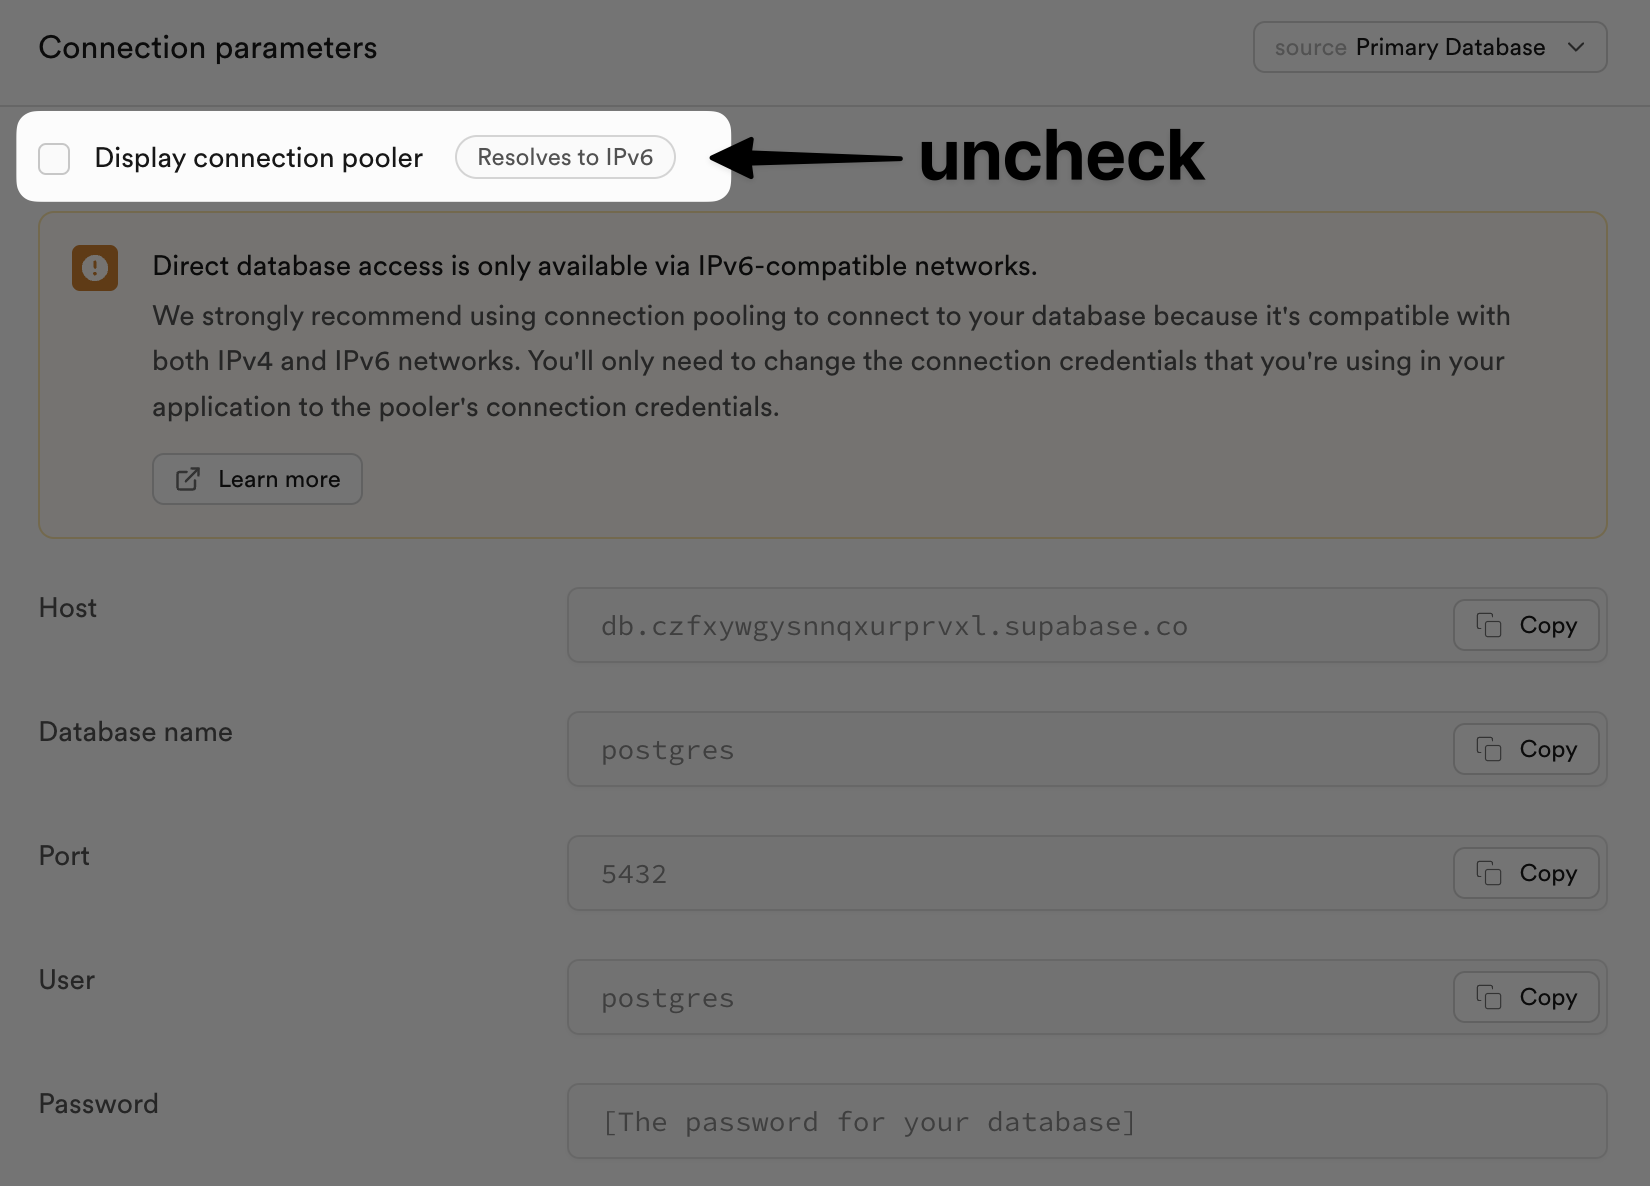 Connection parameters
source Primary Database
Display connection pooler Resolves to IPv6
uncheck
Direct database access is only available via IPv6-compatible networks.
We strongly recommend using connection pooling to connect to your database because it's compatible with
both IPv4 and IPv6 networks. You'll only need to change the connection credentials that you're using in your
application to the pooler's connection credentials.
Learn more
Host
db.czfxywgysnnqxurprvxl.supabase.co Copy
Database name
postgres Copy
Port
5432 Copy
User
postgres Copy
Password
[The password for your database]